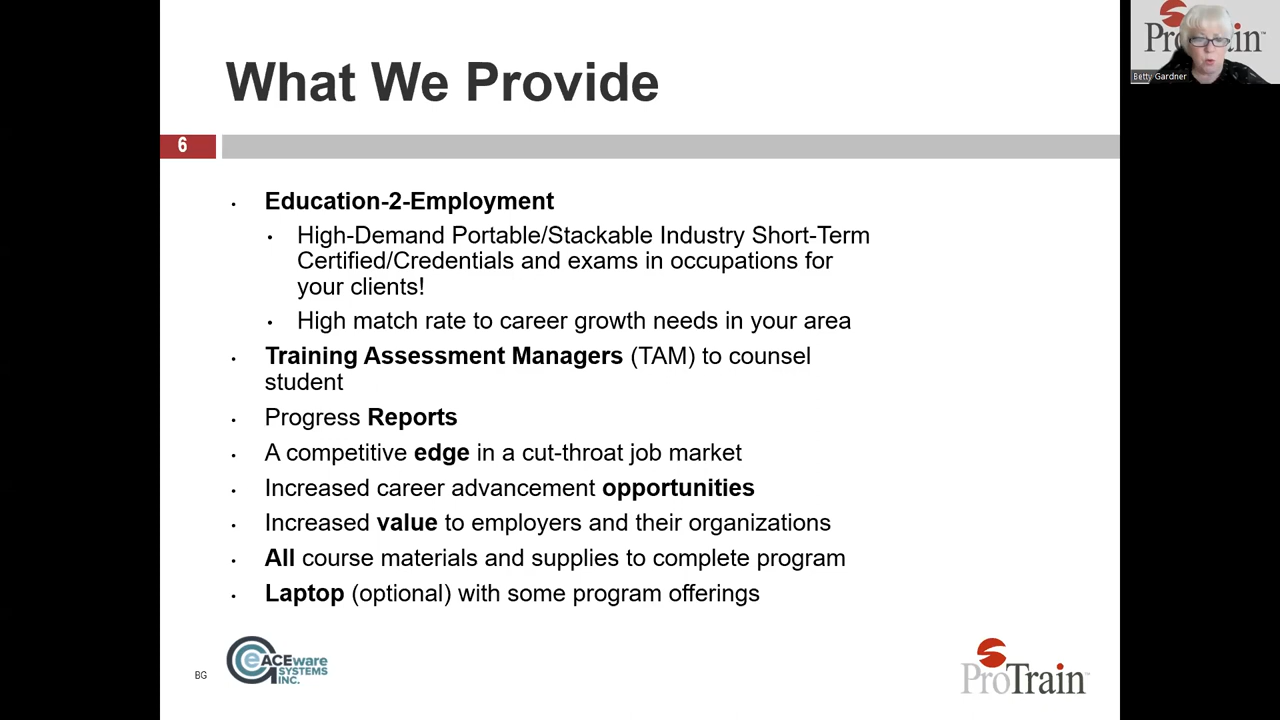 What We Provide
ProTrain
Betty Gardner
6
• Education-2-Employment
• High-Demand Portable/Stackable Industry Short-Term
Certified/Credentials and exams in occupations for
your clients!
• High match rate to career growth needs in your area
• Training Assessment Managers (TAM) to counsel
student
• Progress Reports
• A competitive edge in a cut-throat job market
• Increased career advancement opportunities
• Increased value to employers and their organizations
• All course materials and supplies to complete program
• Laptop (optional) with some program offerings
BG
eACEware
SYSTEMS
INC.
ProTrain™